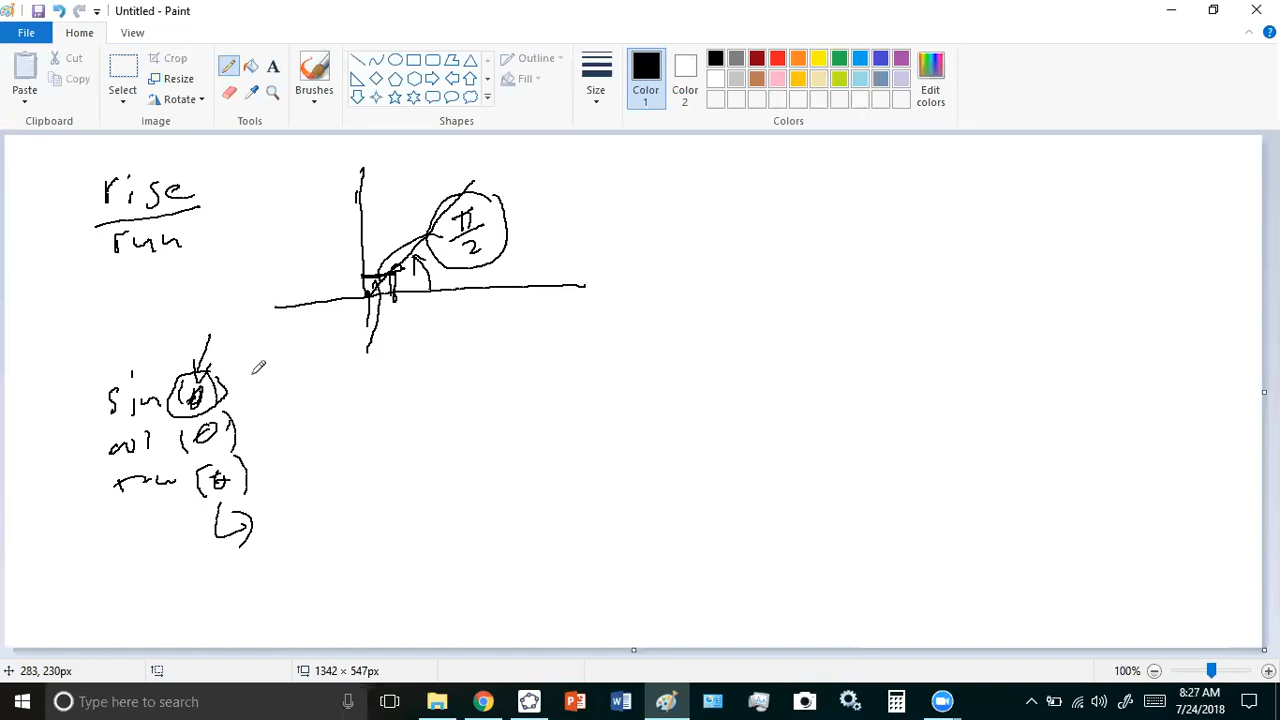 Untitled - Paint
File
Home
View
Paste
Cut
Copy
Clipboard
Select
Crop
Resize
Rotate
Image
Tools
Brushes
Outline
Fill
Shapes
Size
Color 1
Color 2
Edit colors
Colors
rise
run
π
2
sin (θ)
(θ)
tan (θ)
283, 230px
1342 × 547px
100%
Type here to search
8:27 AM
7/24/2018